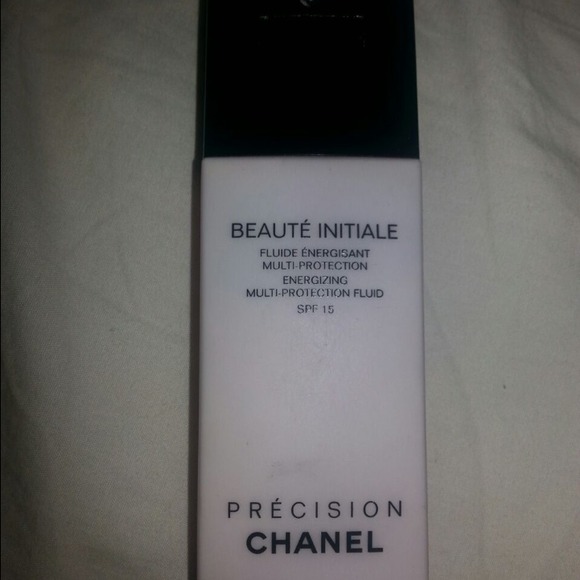 BEAUTÉ INITIALE
FLUIDE ÉNERGISANT
MULTI-PROTECTION
ENERGIZING
MULTI-PROTECTION FLUID
SPF 15
PRÉCISION
CHANEL